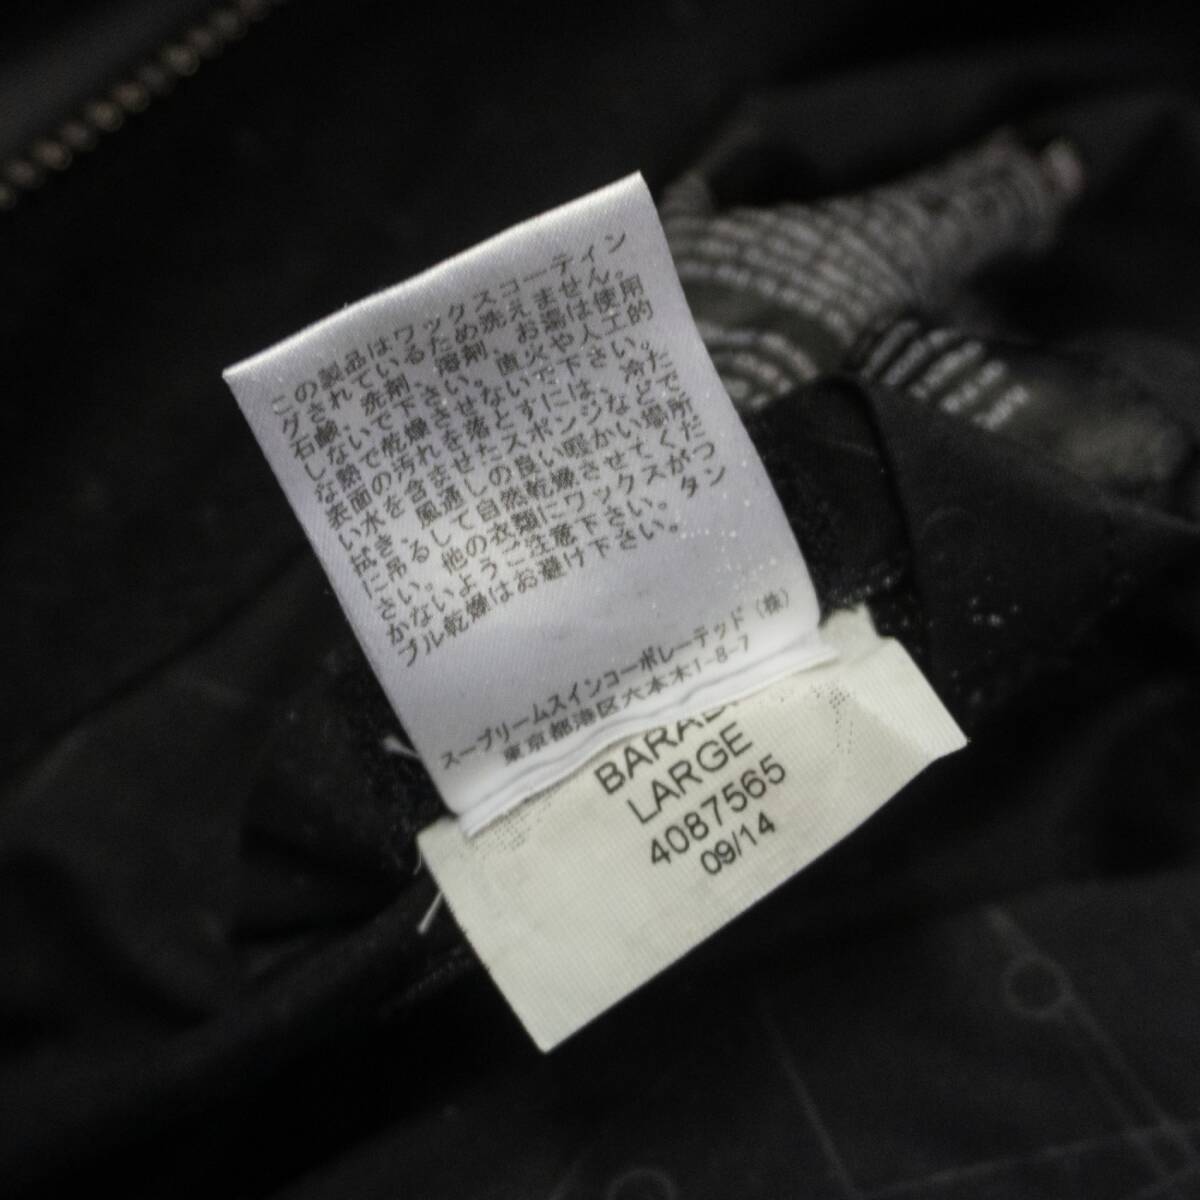 この製品はワックスコーティン
グされているため洗えません。
石鹸、洗剤、溶剤、お湯は使用
しないで下さい。直火や人工的
な熱で乾燥させないで下さい。
表面の汚れを落とすには、冷た
い水を含ませたスポンジなどで
拭き、風通しの良い暖かい場所
に吊るして自然乾燥させてくだ
さい。他の衣類にワックスがつ
かないようご注意下さい。タン
ブル乾燥はお避け下さい。
スープリームスインコーポレーテッド（株）
東京都港区六本木1-8-7
LARGE
4087565
09/14